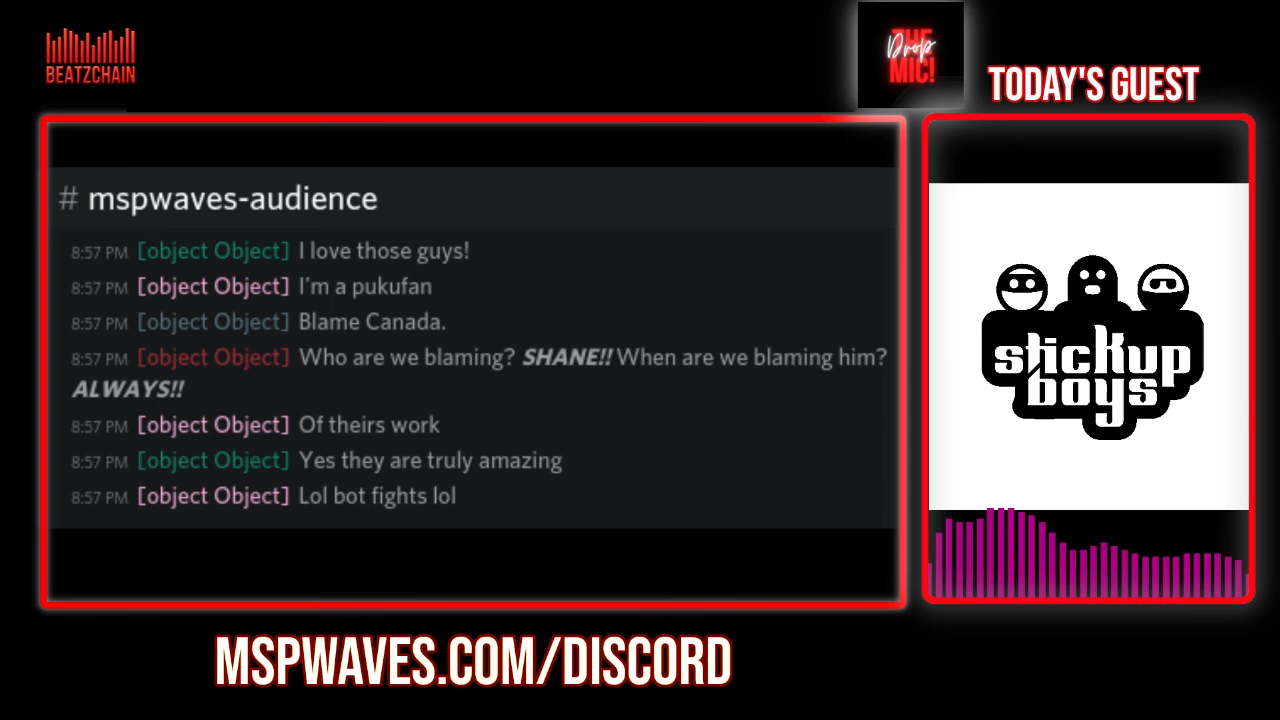 BEATZCHAIN
THE
Drop
MIC!
TODAY'S GUEST
# mspwaves-audience
8:57 PM [object Object] I love those guys!
8:57 PM [object Object] I'm a pukufan
8:57 PM [object Object] Blame Canada.
8:57 PM [object Object] Who are we blaming? SHANE!! When are we blaming him?
ALWAYS!!
8:57 PM [object Object] Of theirs work
8:57 PM [object Object] Yes they are truly amazing
8:57 PM [object Object] Lol bot fights lol
stickup
boys
MSPWAVES.COM/DISCORD